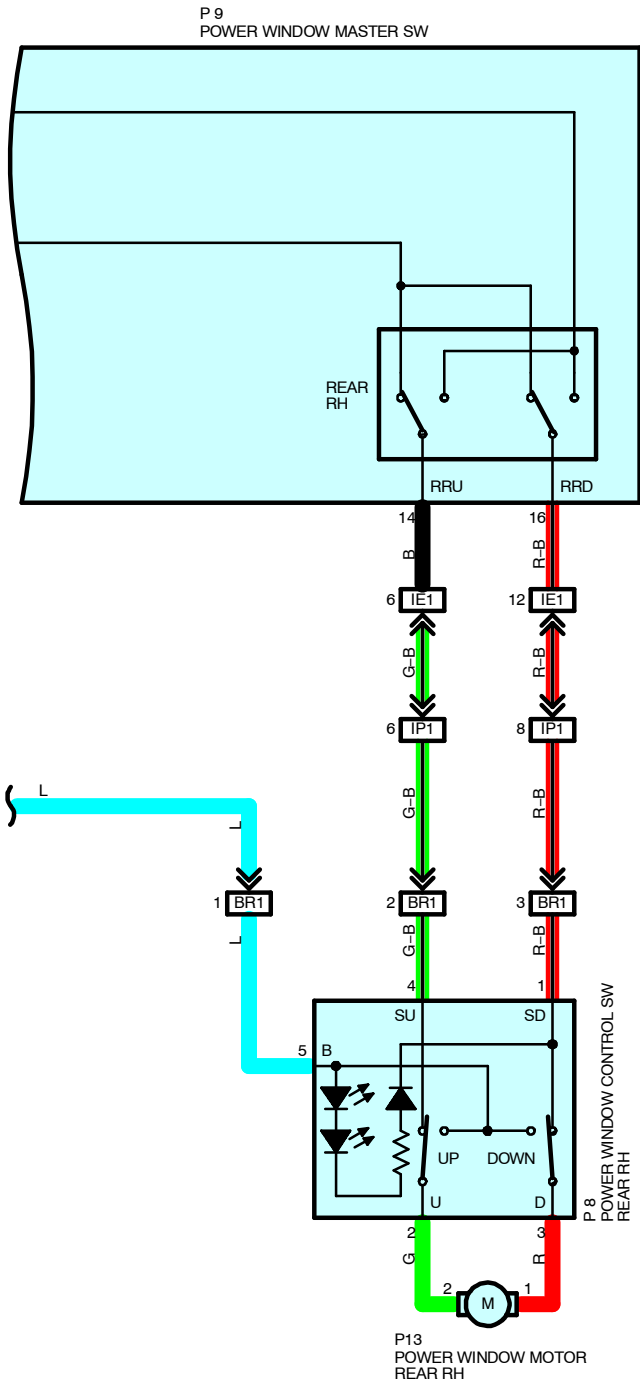 P 9
POWER WINDOW MASTER SW
REAR
RH
RRU
RRD
14
16
B
R-B
6
IE1
12
IE1
G-B
R-B
6
IP1
8
IP1
L
L
G-B
R-B
1
BR1
2
BR1
3
BR1
L
G-B
R-B
4
1
SU
SD
5
B
UP
DOWN
U
D
P 8
POWER WINDOW CONTROL SW
REAR RH
2
3
G
R
2
M
1
P13
POWER WINDOW MOTOR
REAR RH